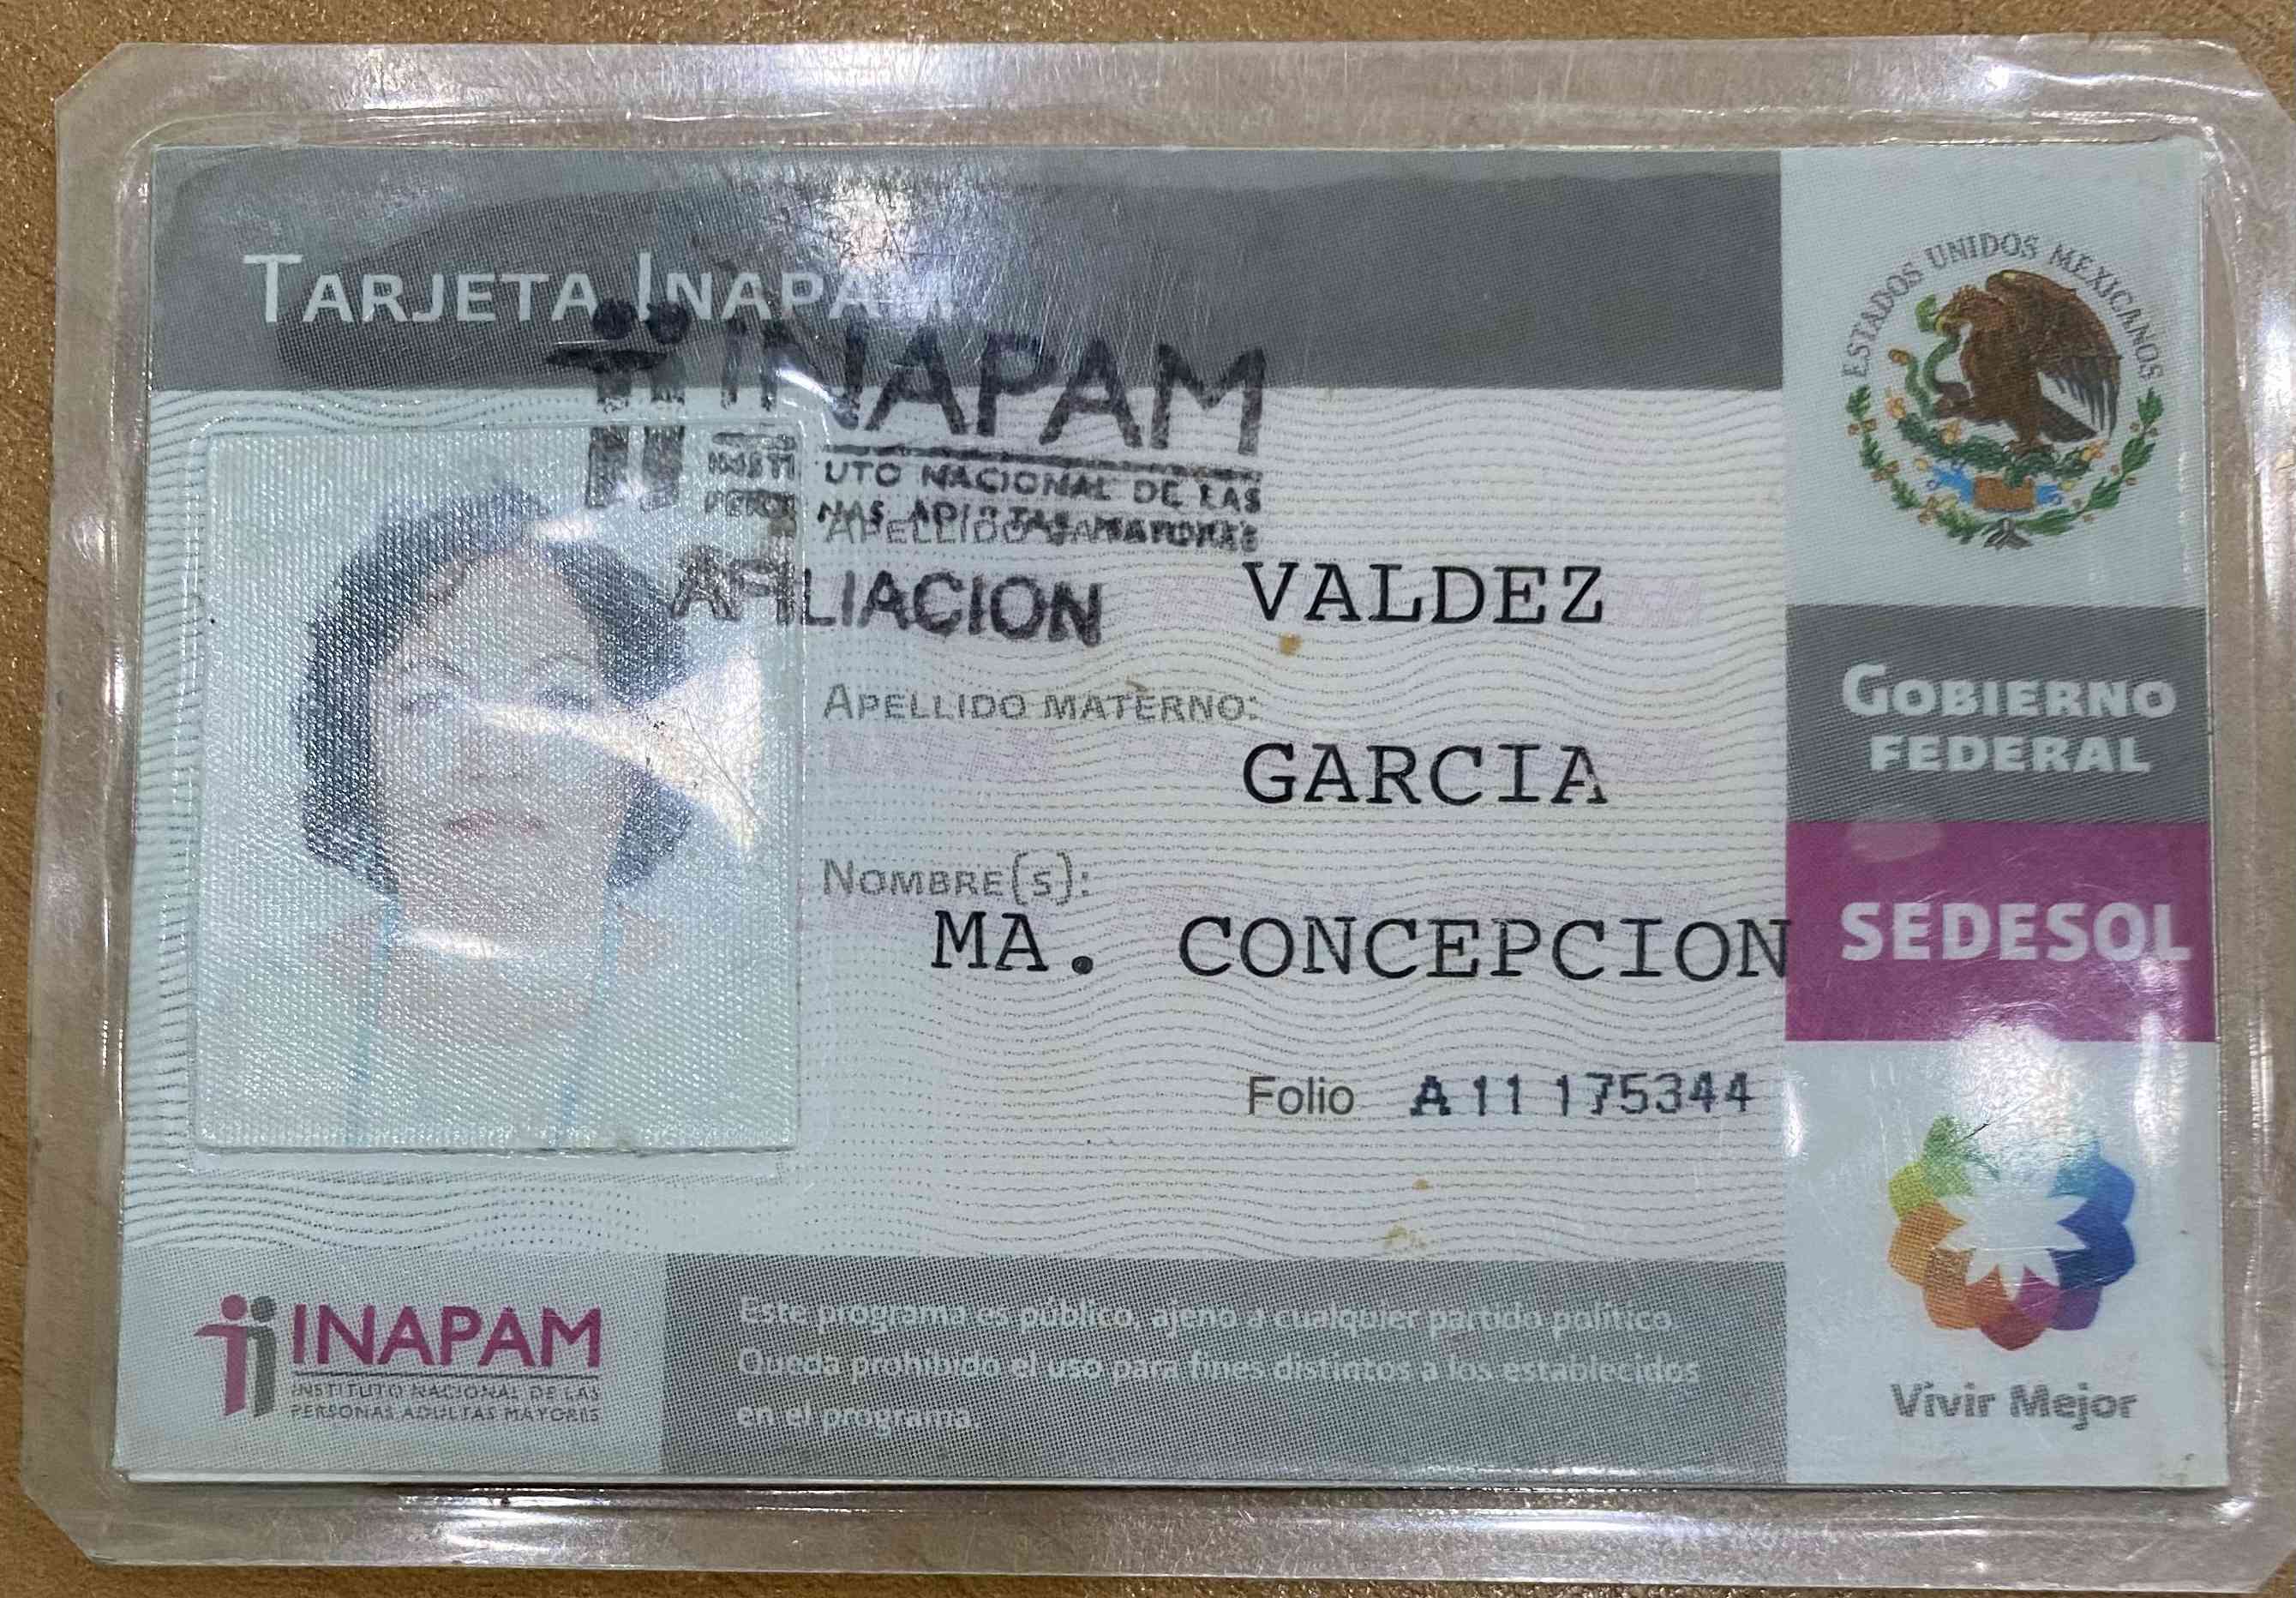 TARJETA INAPAM
ESTADOS UNIDOS MEXICANOS
INAPAM
INSTITUTO NACIONAL DE LAS
AFILIACION
VALDEZ
APELLIDO MATERNO:
GARCIA
NOMBRE(S):
MA. CONCEPCION
Folio A11 175344
GOBIERNO
FEDERAL
SEDESOL
Vivir Mejor
INAPAM
INSTITUTO NACIONAL DE LAS
PERSONAS ADULTAS MAYORES
Este programa es público, ajeno a cualquier partido político.
Queda prohibido el uso para fines distintos a los establecidos
en el programa.